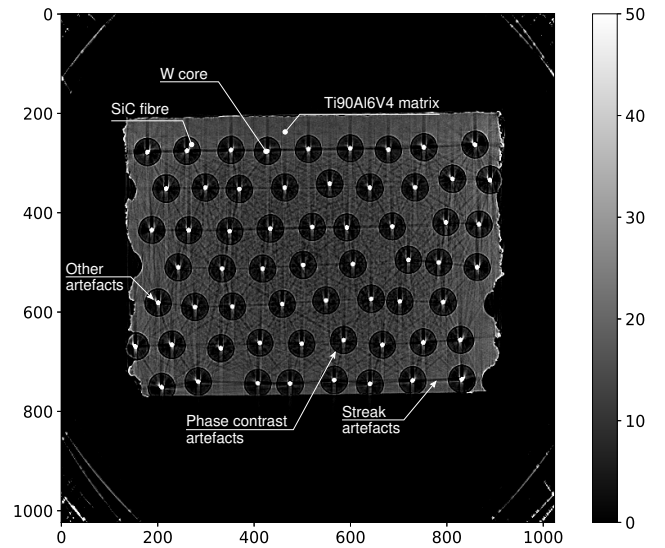 0
200
400
600
800
1000
0
200
400
600
800
1000
50
40
30
20
10
0
W core
SiC fibre
Ti90Al6V4 matrix
Other
artefacts
Phase contrast
artefacts
Streak
artefacts